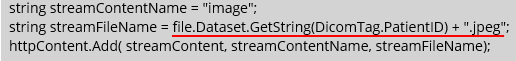 string streamContentName = "image";
string streamFileName = file.Dataset.GetString(DicomTag.PatientID) + ".jpeg";
httpContent.Add( streamContent, streamContentName, streamFileName);